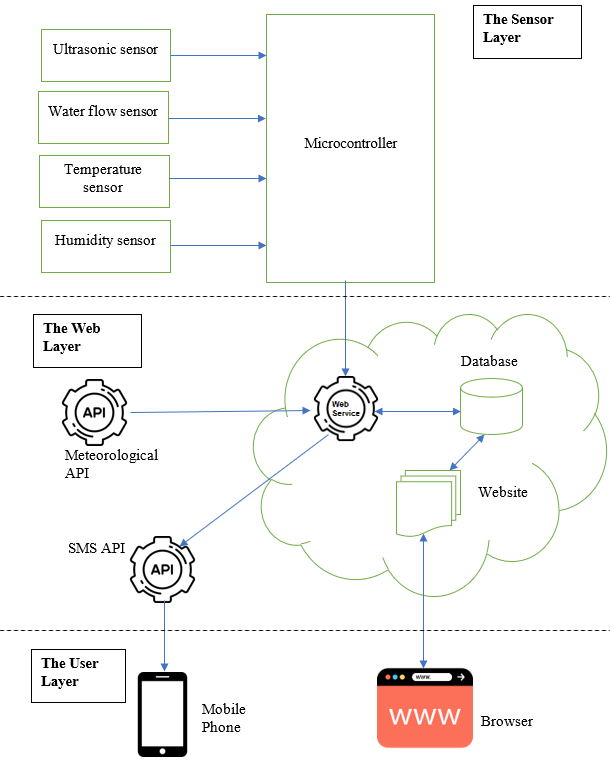 The Sensor
Layer
Ultrasonic sensor
Water flow sensor
Temperature
sensor
Humidity sensor
Microcontroller
The Web
Layer
API
Meteorological
API
Web
Service
Database
Website
SMS API
API
The User
Layer
Mobile
Phone
www.
WWW
Browser